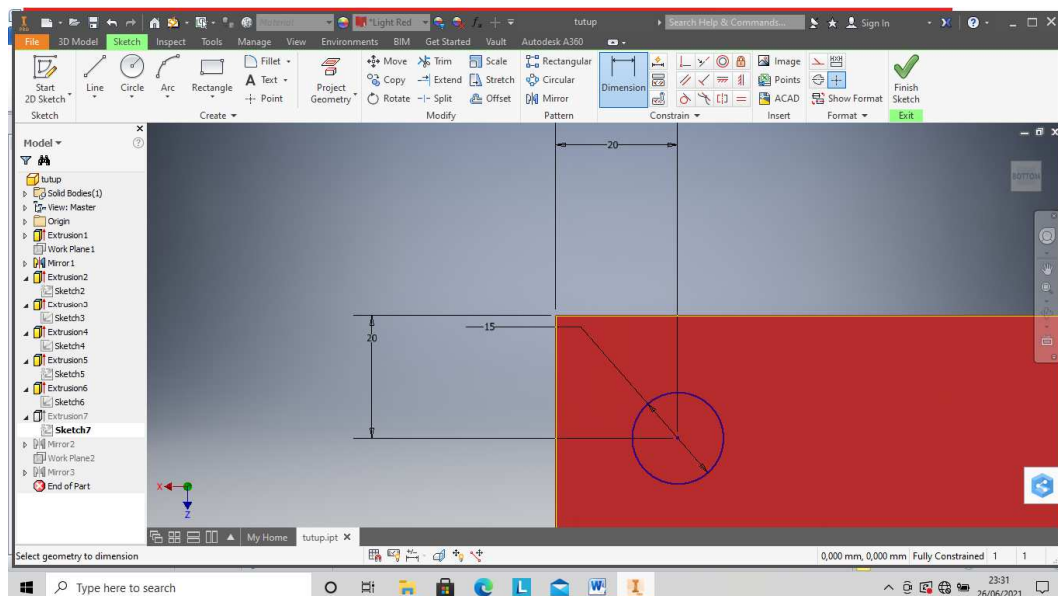 I PRO "Light Red tutup Search Help & Commands... Sign In
File 3D Model Sketch Inspect Tools Manage View Environments BIM Get Started Vault Autodesk A360
Start 2D Sketch
Line
Circle
Arc
Rectangle
Fillet
A Text
Point
Project Geometry
Move Trim Scale
Copy Extend Stretch
Rotate Split Offset
Rectangular
Circular
Mirror
Dimension
Image
Points
ACAD
Show Format
Finish Sketch
Sketch Create Modify Pattern Constrain Insert Format Exit
Model
tutup
Solid Bodies(1)
View: Master
Origin
Extrusion1
Work Plane1
Mirror1
Extrusion2
Sketch2
Extrusion3
Sketch3
Extrusion4
Sketch4
Extrusion5
Sketch5
Extrusion6
Sketch6
Extrusion7
Sketch7
Mirror2
Work Plane2
Mirror3
End of Part
20
BOTTOM
15
20
X
Z
My Home tutup.ipt
Select geometry to dimension 0,000 mm, 0,000 mm Fully Constrained 1 1
Type here to search
L W I
23:31
26/06/2021